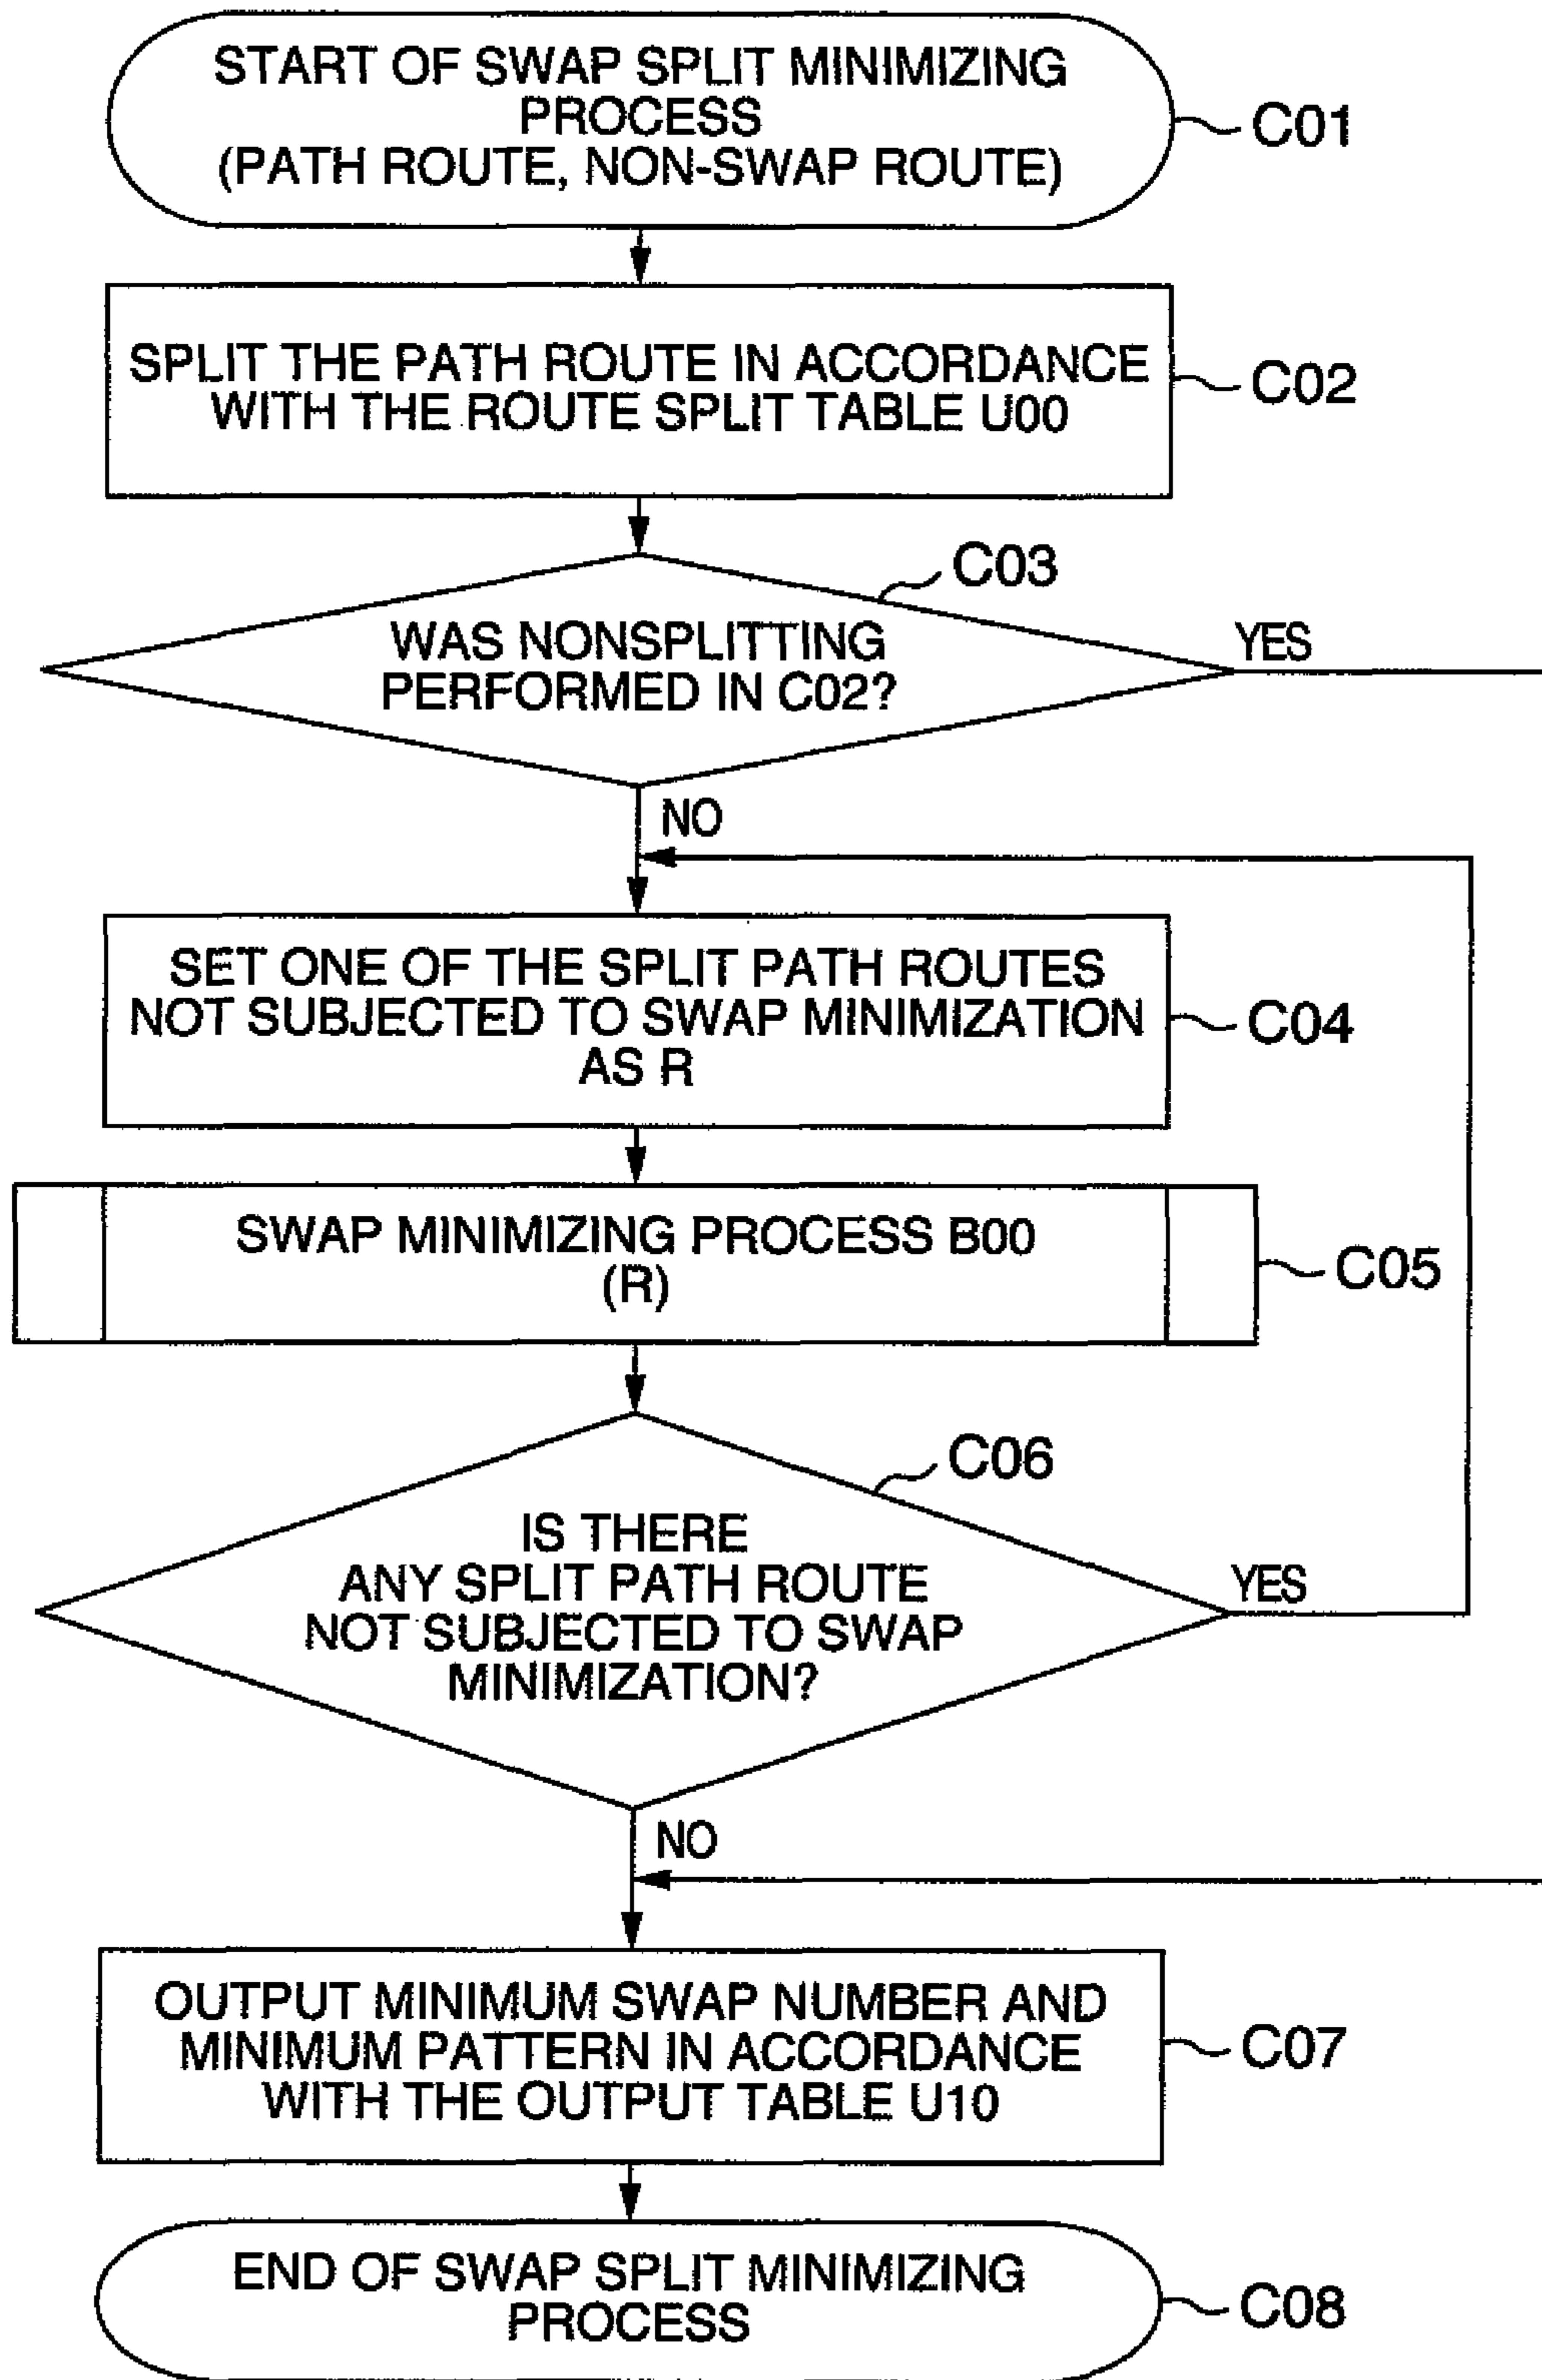 START OF SWAP SPLIT MINIMIZING
PROCESS
(PATH ROUTE, NON-SWAP ROUTE)
C01
SPLIT THE PATH ROUTE IN ACCORDANCE
WITH THE ROUTE SPLIT TABLE U00
C02
C03
WAS NONSPLITTING
PERFORMED IN C02?
YES
NO
SET ONE OF THE SPLIT PATH ROUTES
NOT SUBJECTED TO SWAP MINIMIZATION
AS R
C04
SWAP MINIMIZING PROCESS B00
(R)
C05
C06
IS THERE
ANY SPLIT PATH ROUTE
NOT SUBJECTED TO SWAP
MINIMIZATION?
YES
NO
OUTPUT MINIMUM SWAP NUMBER AND
MINIMUM PATTERN IN ACCORDANCE
WITH THE OUTPUT TABLE U10
C07
END OF SWAP SPLIT MINIMIZING
PROCESS
C08